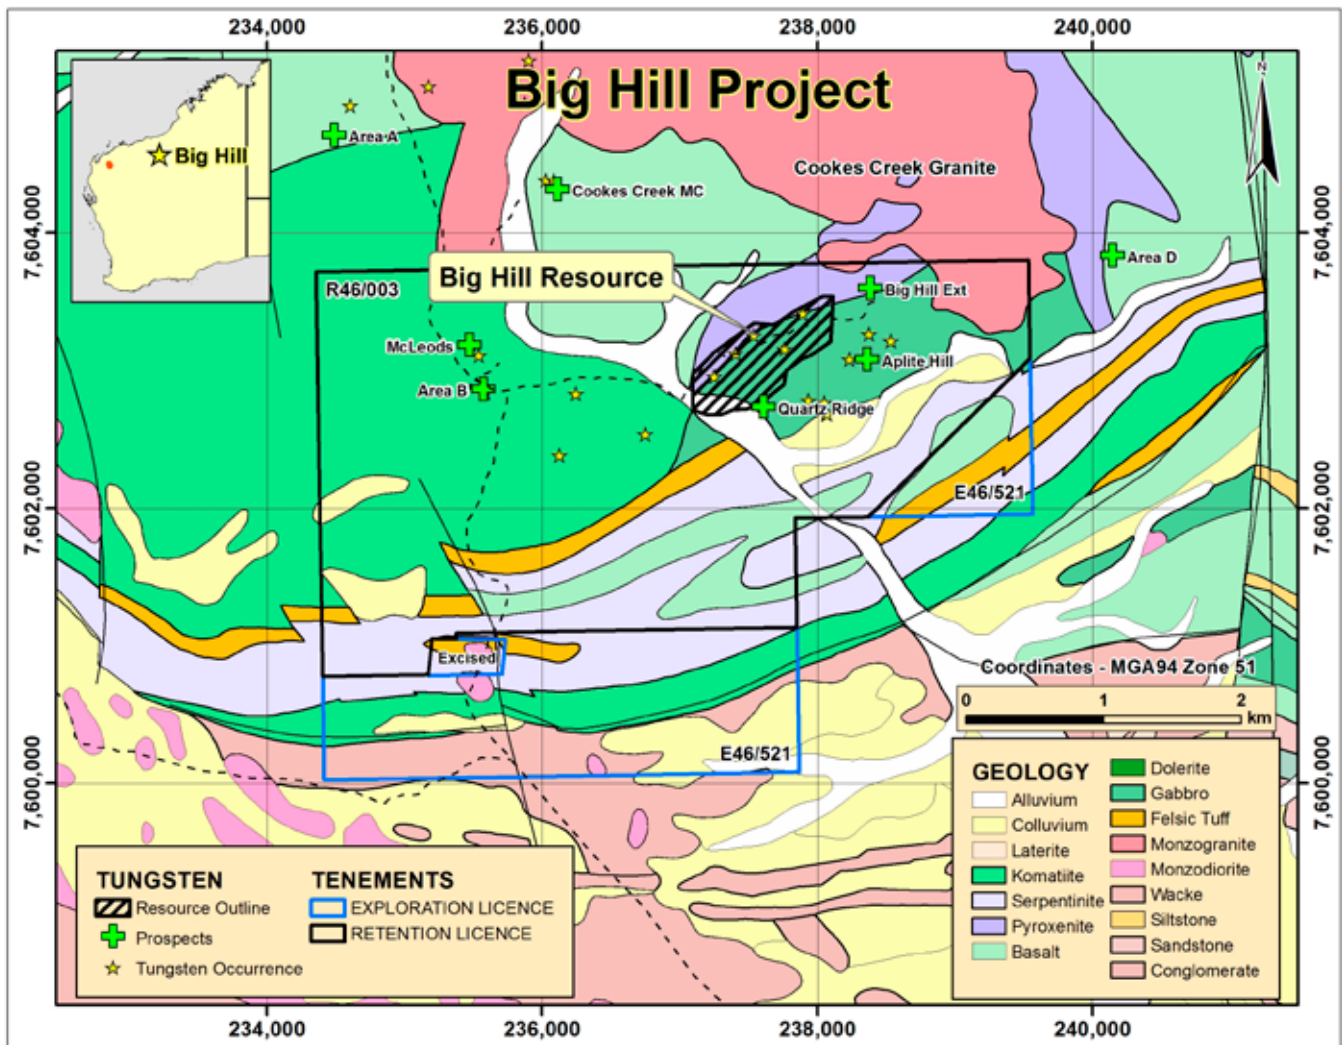 234,000
236,000
238,000
240,000
Big Hill Project
N
Big Hill
Area A
Cookes Creek MC
Cookes Creek Granite
7,604,000
7,604,000
Area D
Big Hill Resource
R46/003
Big Hill Ext
McLeods
Aplite Hill
Area B
Quartz Ridge
7,602,000
E46/521
7,602,000
Excised
Coordinates - MGA94 Zone 51
0
1
2
km
E46/521
7,600,000
7,600,000
GEOLOGY
Alluvium
Colluvium
Laterite
Komatiite
Serpentinite
Pyroxenite
Basalt
Dolerite
Gabbro
Felsic Tuff
Monzogranite
Monzodiorite
Wacke
Siltstone
Sandstone
Conglomerate
TUNGSTEN
Resource Outline
Prospects
Tungsten Occurrence
TENEMENTS
EXPLORATION LICENCE
RETENTION LICENCE
234,000
236,000
238,000
240,000